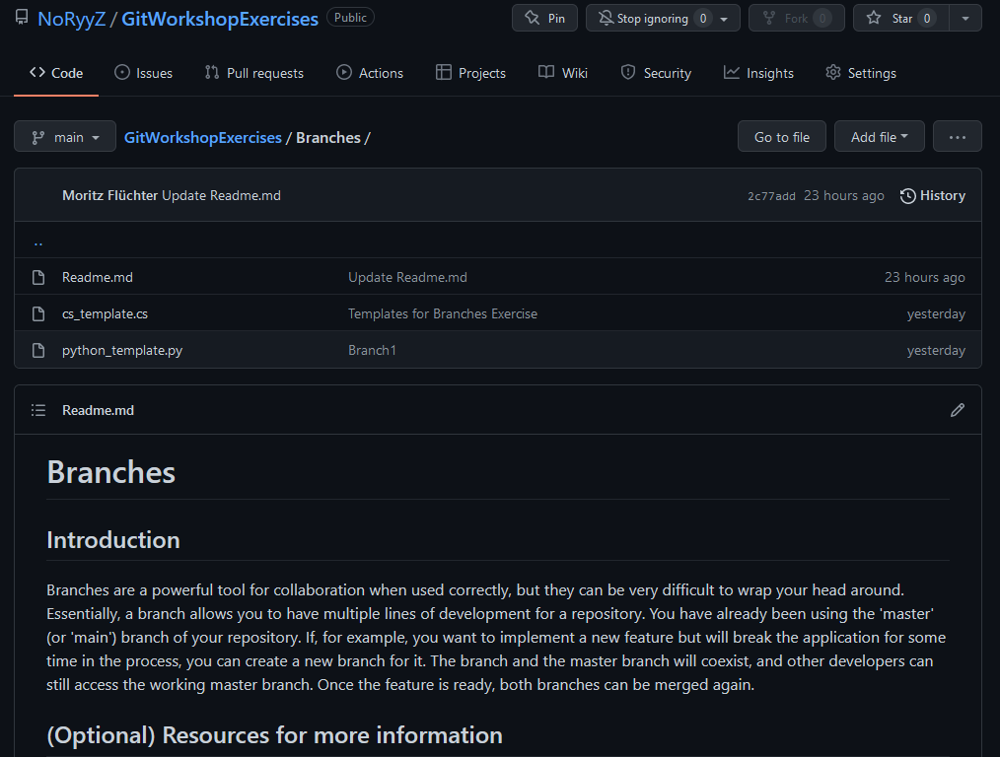 NoRyyZ / GitWorkshopExercises Public Pin Stop ignoring 0 Fork 0 Star 0
Code Issues Pull requests Actions Projects Wiki Security Insights Settings
main GitWorkshopExercises / Branches / Go to file Add file ...
Moritz Flüchter Update Readme.md 2c77add 23 hours ago History
..
Readme.md Update Readme.md 23 hours ago
cs_template.cs Templates for Branches Exercise yesterday
python_template.py Branch1 yesterday
Readme.md
Branches
Introduction
Branches are a powerful tool for collaboration when used correctly, but they can be very difficult to wrap your head around.
Essentially, a branch allows you to have multiple lines of development for a repository. You have already been using the 'master'
(or 'main') branch of your repository. If, for example, you want to implement a new feature but will break the application for some
time in the process, you can create a new branch for it. The branch and the master branch will coexist, and other developers can
still access the working master branch. Once the feature is ready, both branches can be merged again.
(Optional) Resources for more information